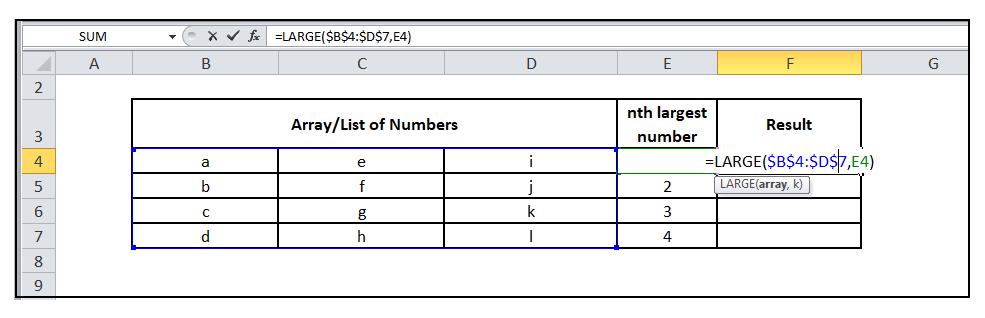 SUM =LARGE($B$4:$D$7,E4)
A B C D E F G
2
3 Array/List of Numbers nth largest number Result
4 a e i =LARGE($B$4:$D$7,E4)
5 b f j 2 LARGE(array, k)
6 c g k 3
7 d h l 4
8
9